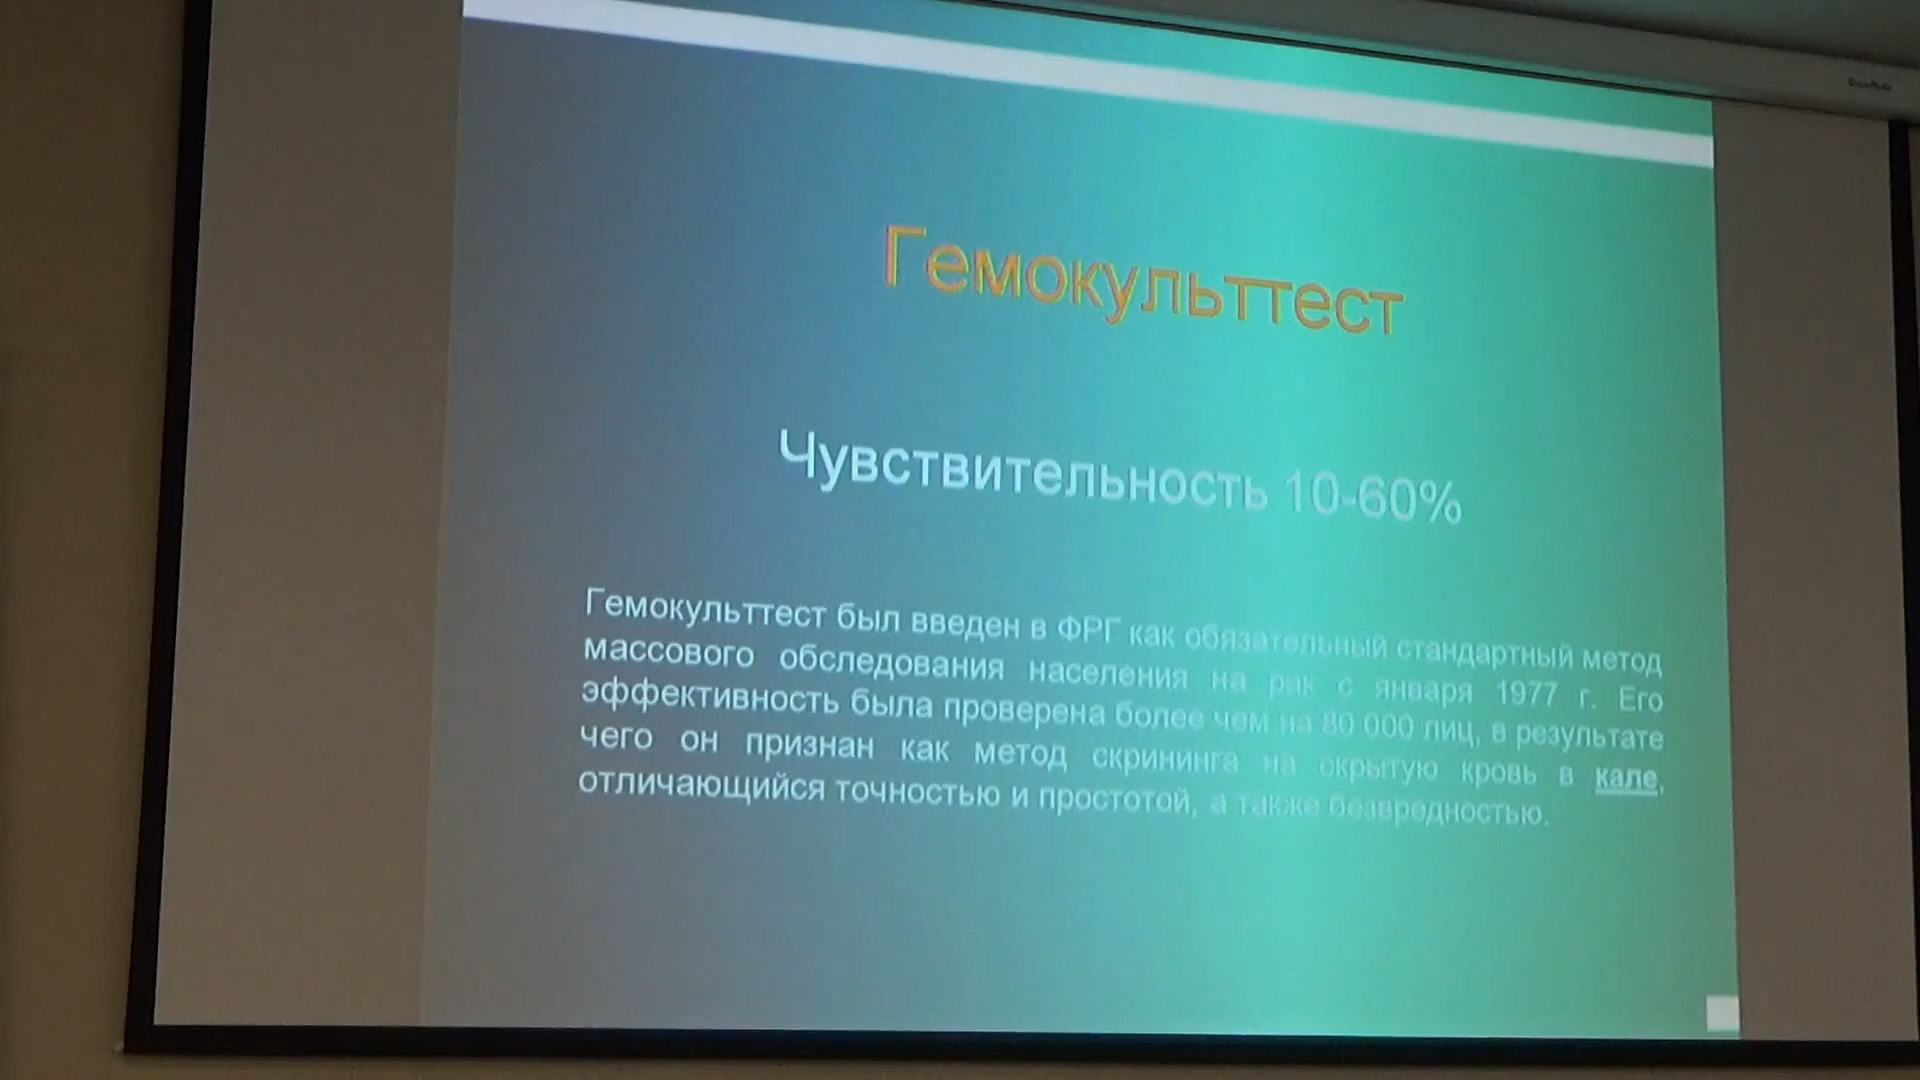 Гемокульттест
Чувствительность 10-60%
Гемокульттест был введен в ФРГ как обязательный стандартный метод
массового обследования населения на рак с января 1977 г. Его
эффективность была проверена более чем на 80 000 лиц, в результате
чего он признан как метод скрининга на скрытую кровь в кале,
отличающийся точностью и простотой, а также безвредностью.